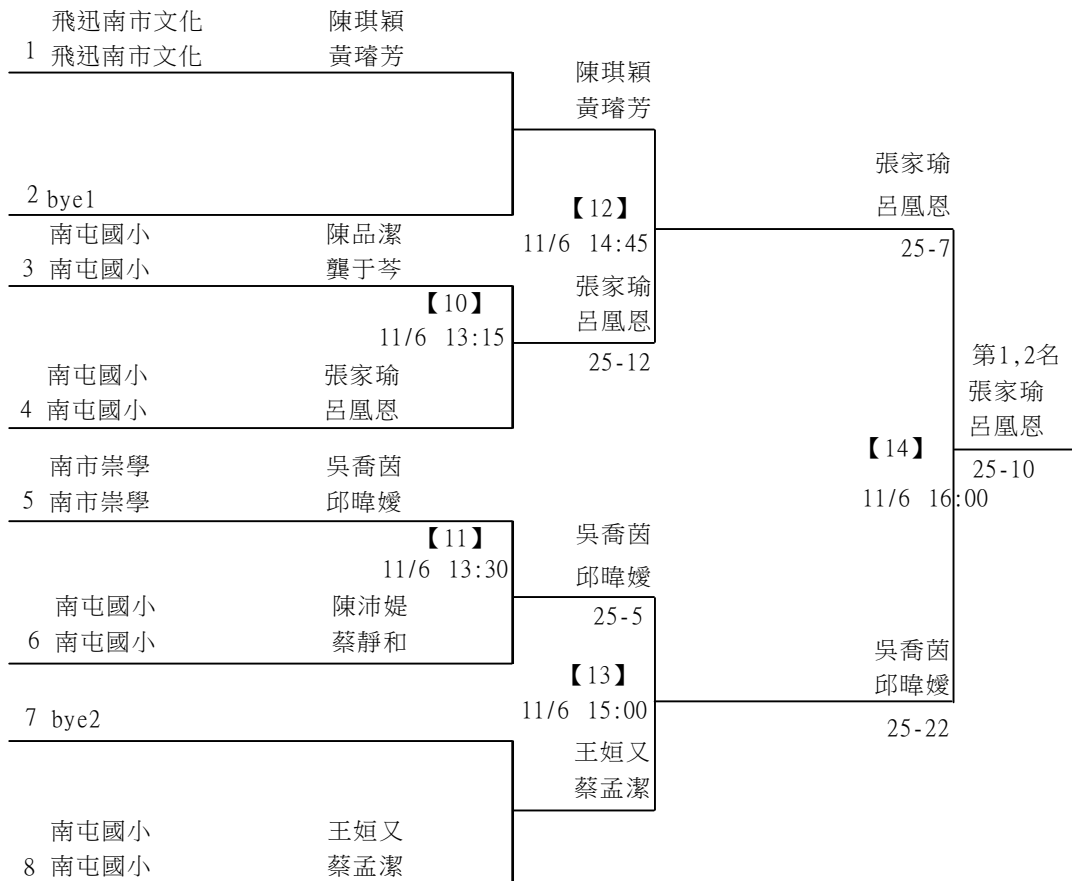 飛迅南市文化 陳琪穎
1 飛迅南市文化 黃璿芳
陳琪穎
黃璿芳
張家瑜
呂凰恩
25-7
2 bye1
【12】
11/6 14:45
南屯國小 陳品潔
3 南屯國小 龔于芩
張家瑜
呂凰恩
25-12
【10】
11/6 13:15
南屯國小 張家瑜
4 南屯國小 呂凰恩
第1,2名
張家瑜
呂凰恩
25-10
【14】
11/6 16:00
南市崇學 吳喬茵
5 南市崇學 邱暐嫒
【11】
11/6 13:30
吳喬茵
邱暐嫒
25-5
南屯國小 陳沛媞
6 南屯國小 蔡靜和
吳喬茵
邱暐嫒
25-22
【13】
11/6 15:00
7 bye2
王姮又
蔡孟潔
南屯國小 王姮又
8 南屯國小 蔡孟潔